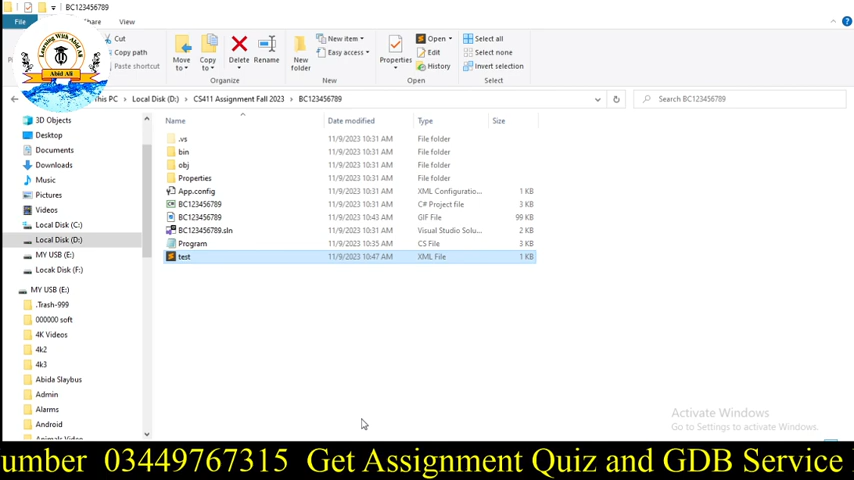 BC123456789
File Share View
Cut
Copy path
Paste shortcut
Move to
Copy to
Delete
Rename
Organize
New folder
New item
Easy access
New
Properties
Open
Edit
History
Open
Select all
Select none
Invert selection
Select
This PC > Local Disk (D:) > CS411 Assignment Fall 2023 > BC123456789
Search BC123456789
Learning With Abid Ali
Abid Ali
3D Objects
Desktop
Documents
Downloads
Music
Pictures
Videos
Local Disk (C:)
Local Disk (D:)
MY USB (E:)
Locak Disk (F:)
MY USB (E:)
.Trash-999
000000 soft
4K Videos
4k2
4k3
Abida Slaybus
Admin
Alarms
Android
Animals Video
Name Date modified Type Size
.vs 11/9/2023 10:31 AM File folder
bin 11/9/2023 10:31 AM File folder
obj 11/9/2023 10:31 AM File folder
Properties 11/9/2023 10:31 AM File folder
App.config 11/9/2023 10:31 AM XML Configuratio... 1 KB
BC123456789 11/9/2023 10:31 AM C# Project file 3 KB
BC123456789 11/9/2023 10:43 AM GIF File 99 KB
BC123456789.sln 11/9/2023 10:31 AM Visual Studio Solu... 2 KB
Program 11/9/2023 10:35 AM CS File 3 KB
test 11/9/2023 10:47 AM XML File 1 KB
Activate Windows
Go to Settings to activate Windows.
umber 03449767315 Get Assignment Quiz and GDB Service